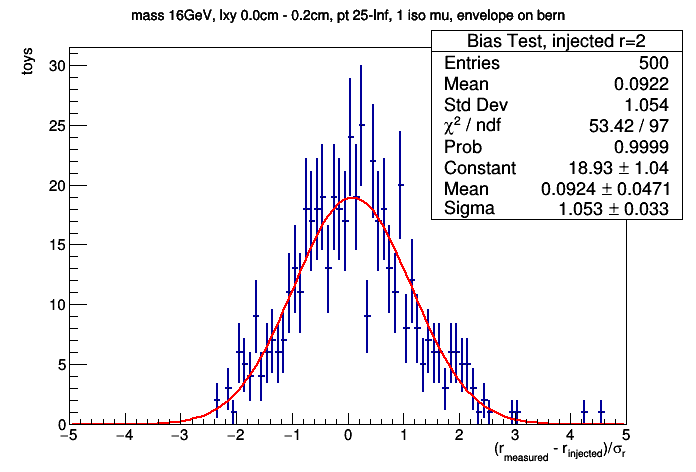 mass 16GeV, lxy 0.0cm - 0.2cm, pt 25-Inf, 1 iso mu, envelope on bern
toys
Bias Test, injected r=2
Entries 500
Mean 0.0922
Std Dev 1.054
χ² / ndf 53.42 / 97
Prob 0.9999
Constant 18.93 ± 1.04
Mean 0.0924 ± 0.0471
Sigma 1.053 ± 0.033
30
25
20
15
10
5
0
−5 −4 −3 −2 −1 0 1 2 3 4 5
(r_measured - r_injected)/σ_r